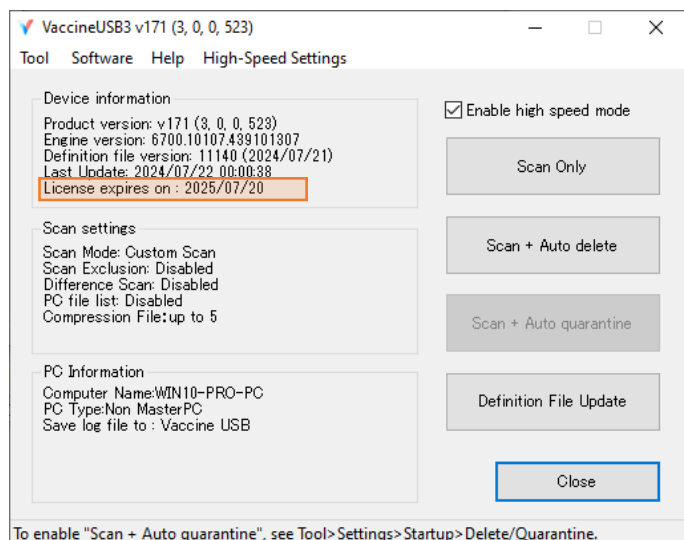 VaccineUSB3 v171 (3, 0, 0, 523)
Tool Software Help High-Speed Settings
Device information
Product version: v171 (3, 0, 0, 523)
Engine version: 6700.10107.439101307
Definition file version: 11140 (2024/07/21)
Last Update: 2024/07/22 00:00:38
License expires on : 2025/07/20
Enable high speed mode
Scan Only
Scan settings
Scan Mode: Custom Scan
Scan Exclusion: Disabled
Difference Scan: Disabled
PC file list: Disabled
Compression File:up to 5
Scan + Auto delete
Scan + Auto quarantine
PC Information
Computer Name:WIN10-PRO-PC
PC Type:Non MasterPC
Save log file to : Vaccine USB
Definition File Update
Close
To enable "Scan + Auto quarantine", see Tool>Settings>Startup>Delete/Quarantine.